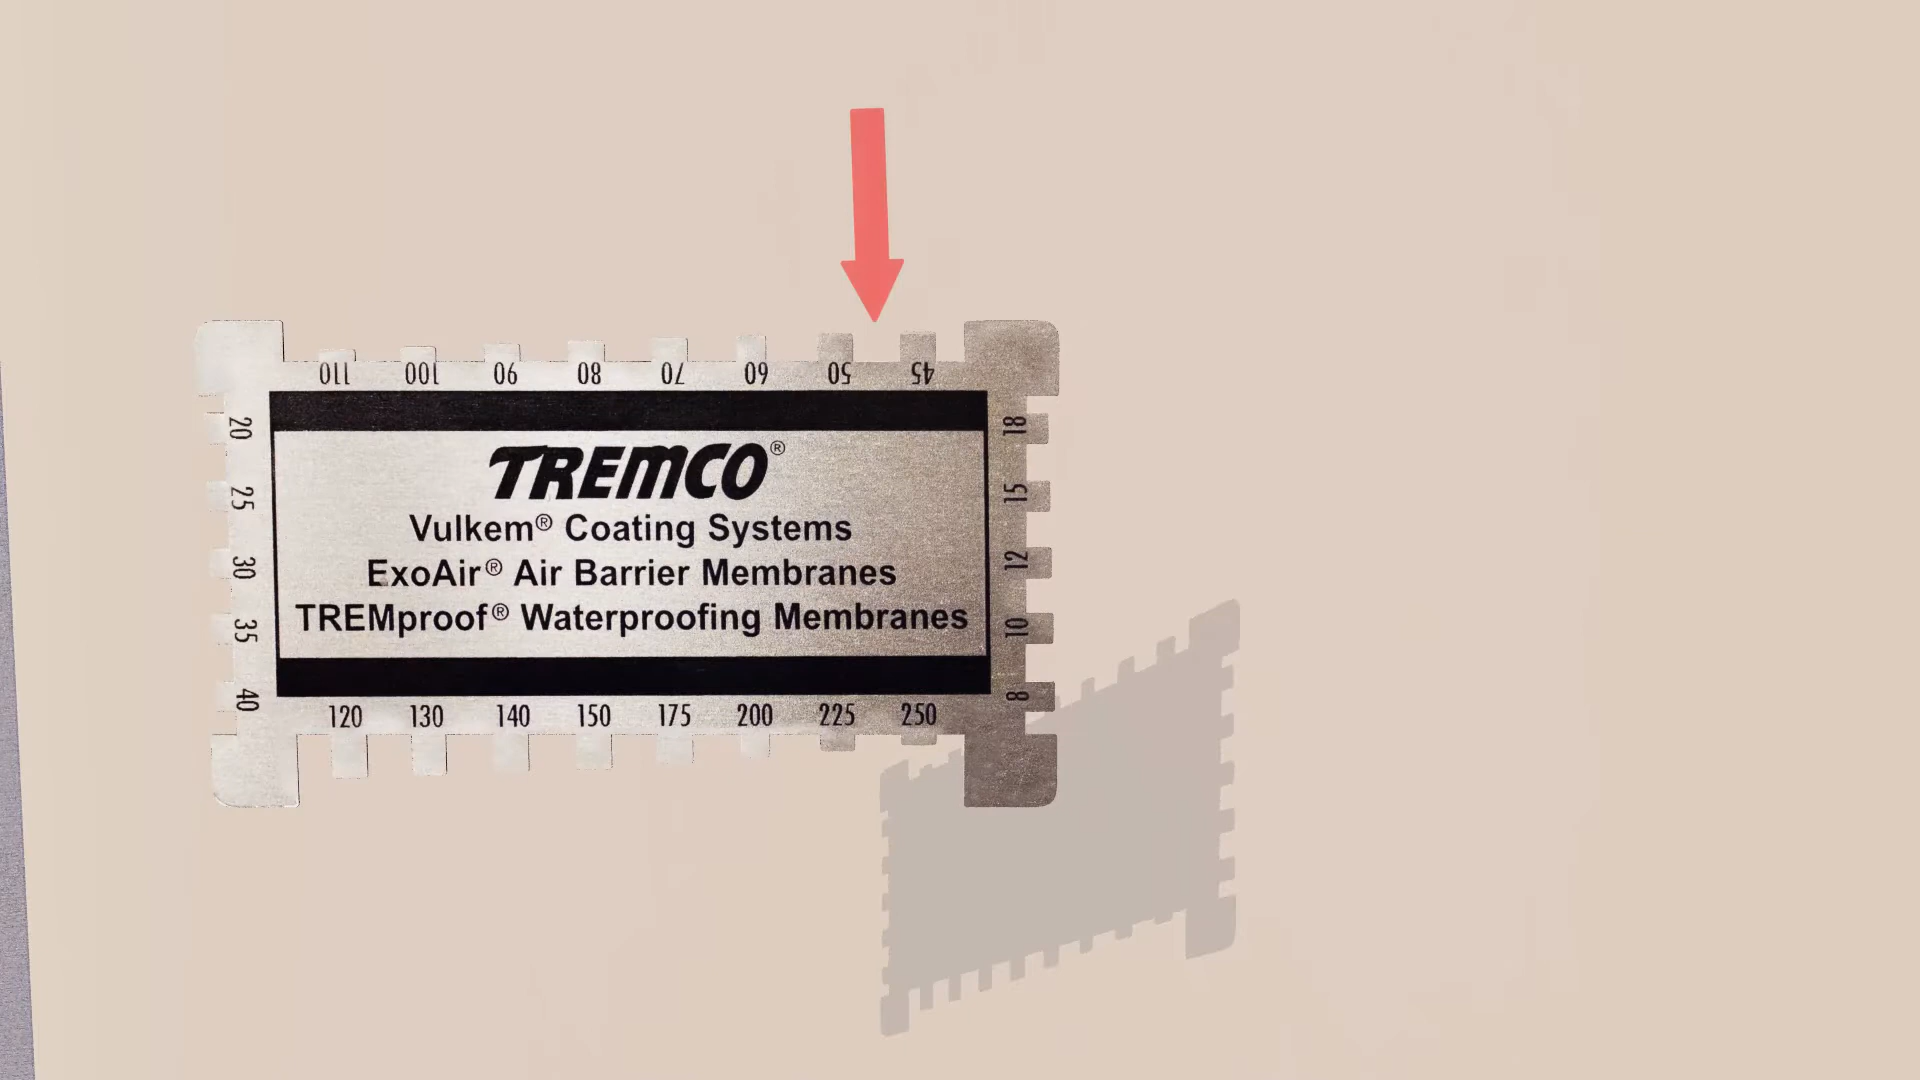 110 100 90 80 70 60 50 45
20
25
30
35
40
TREMCO®
Vulkem® Coating Systems
ExoAir® Air Barrier Membranes
TREMproof® Waterproofing Membranes
18
15
12
10
8
120 130 140 150 175 200 225 250